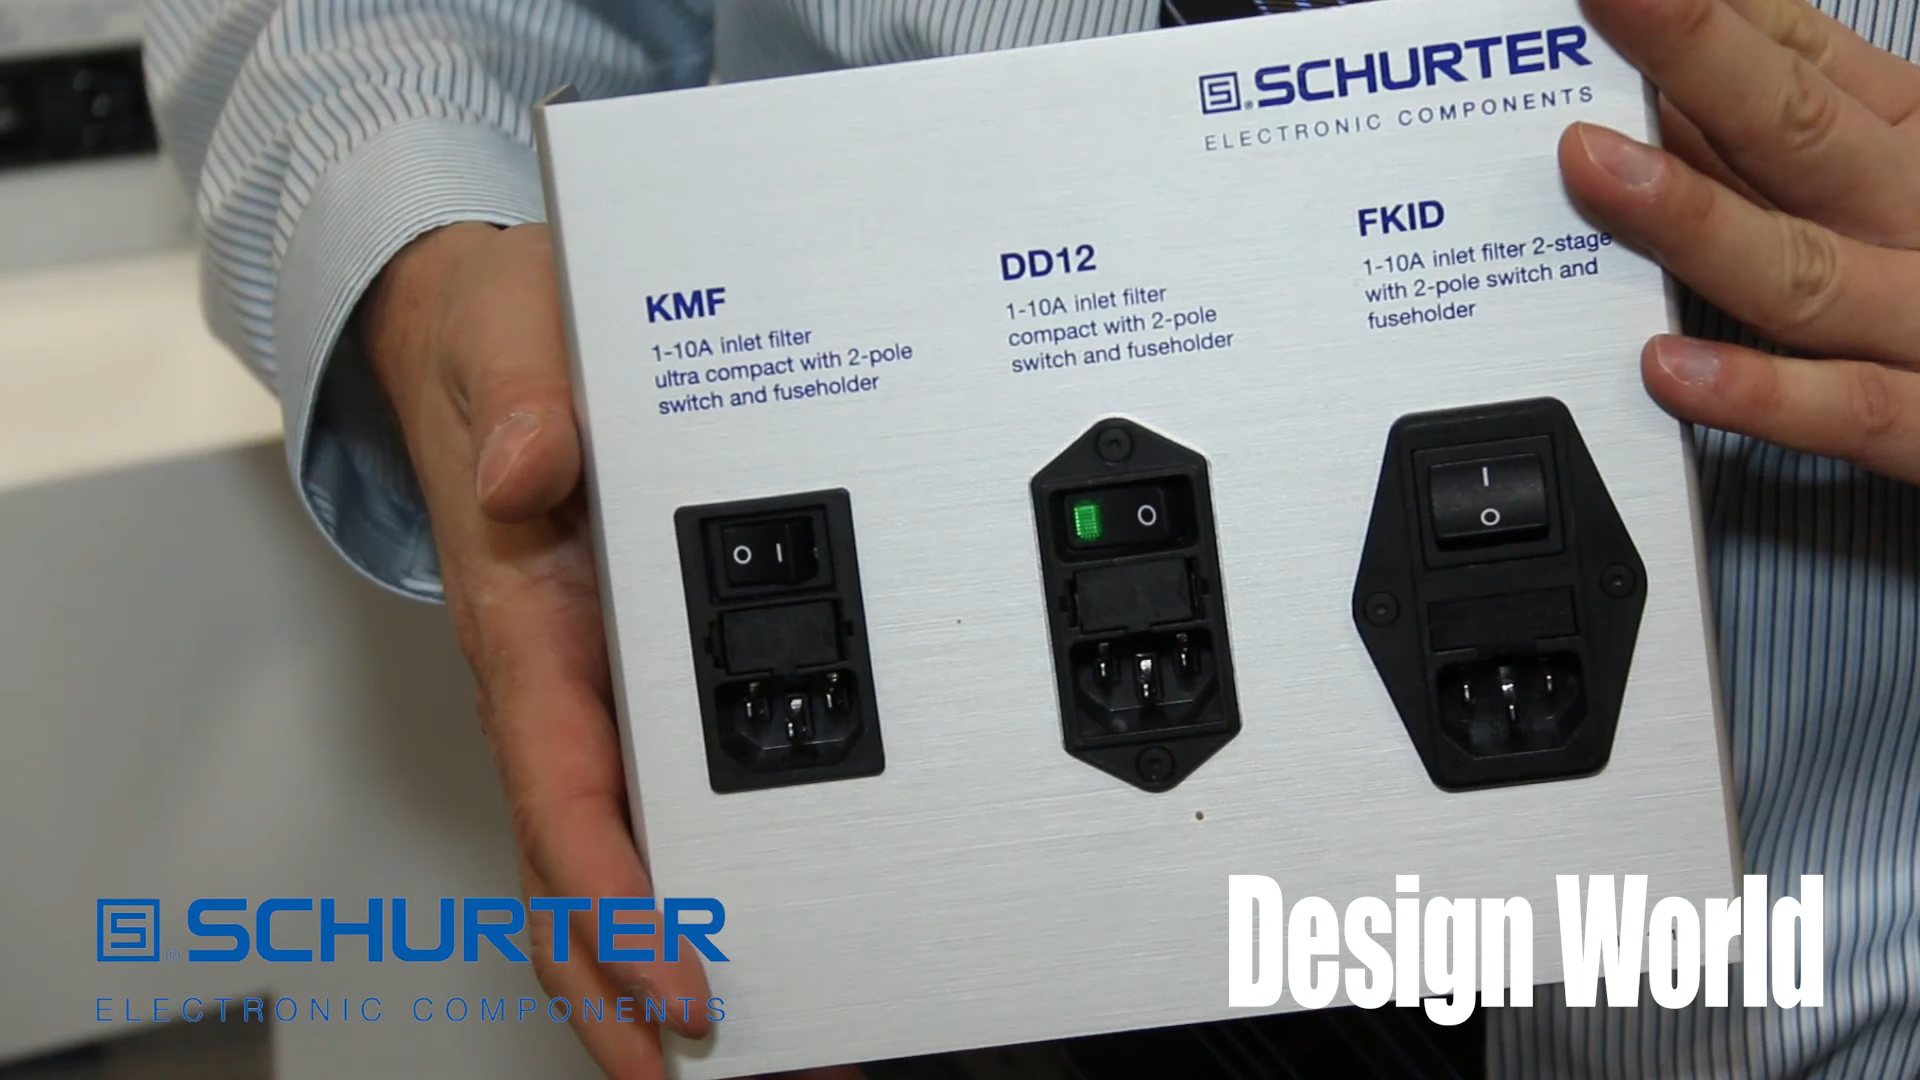 SCHURTER
ELECTRONIC COMPONENTS
KMF
1-10A inlet filter
ultra compact with 2-pole
switch and fuseholder
DD12
1-10A inlet filter
compact with 2-pole
switch and fuseholder
FKID
1-10A inlet filter 2-stage
with 2-pole switch and
fuseholder
O I
O
I
O
SCHURTER
ELECTRONIC COMPONENTS
Design World